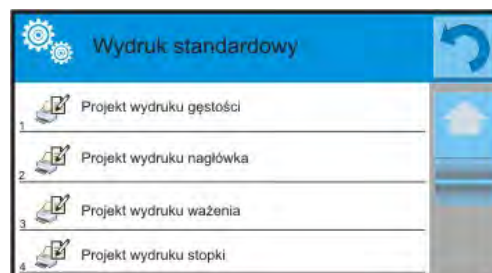 Wydruk standardowy
1 Projekt wydruku gęstości
2 Projekt wydruku nagłówka
3 Projekt wydruku ważenia
4 Projekt wydruku stopki